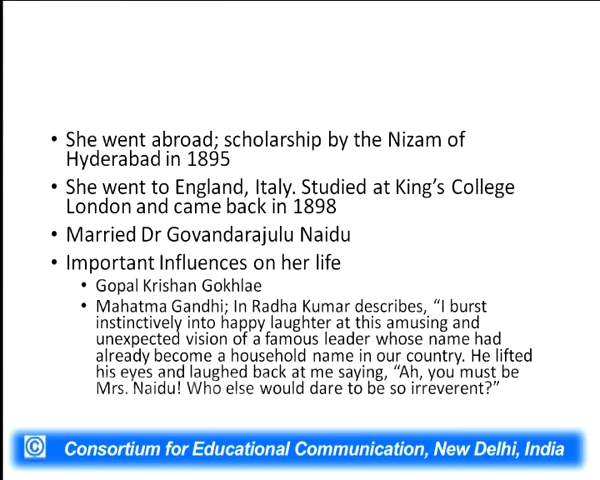 • She went abroad; scholarship by the Nizam of
Hyderabad in 1895
• She went to England, Italy. Studied at King's College
London and came back in 1898
• Married Dr Govandarajulu Naidu
• Important Influences on her life
• Gopal Krishan Gokhlae
• Mahatma Gandhi; In Radha Kumar describes, “I burst
instinctively into happy laughter at this amusing and
unexpected vision of a famous leader whose name had
already become a household name in our country. He lifted
his eyes and laughed back at me saying, “Ah, you must be
Mrs. Naidu! Who else would dare to be so irreverent?”
© Consortium for Educational Communication, New Delhi, India